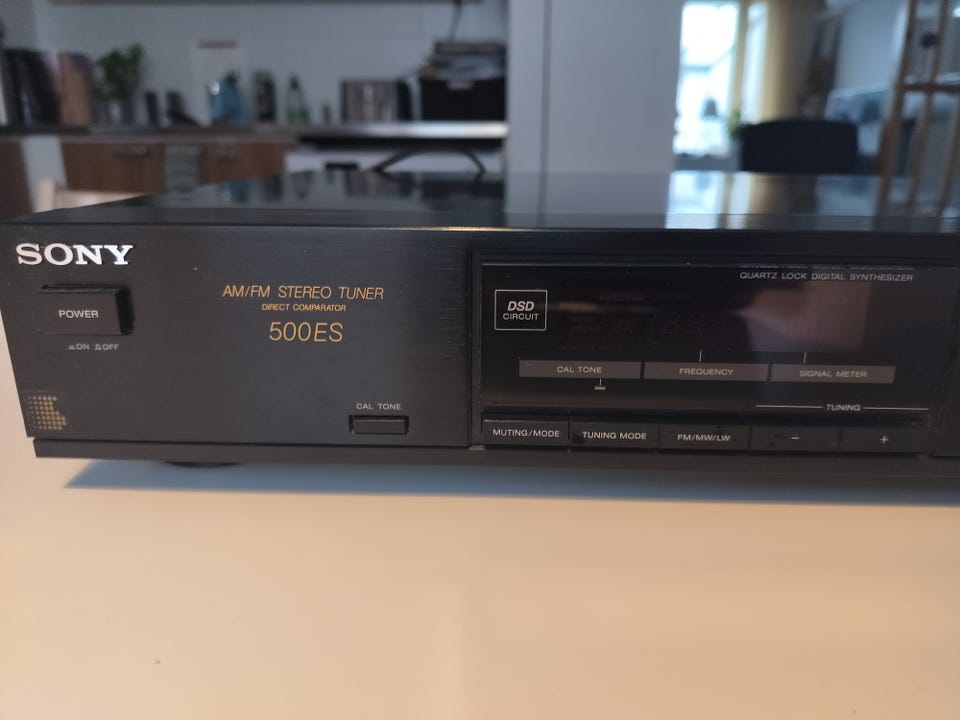 SONY
POWER
ON OFF
AM/FM STEREO TUNER
DIRECT COMPARATOR
500ES
CAL TONE
QUARTZ LOCK DIGITAL SYNTHESIZER
DSD
CIRCUIT
CAL TONE FREQUENCY SIGNAL METER
TUNING
MUTING/MODE TUNING MODE FM/MW/LW − +